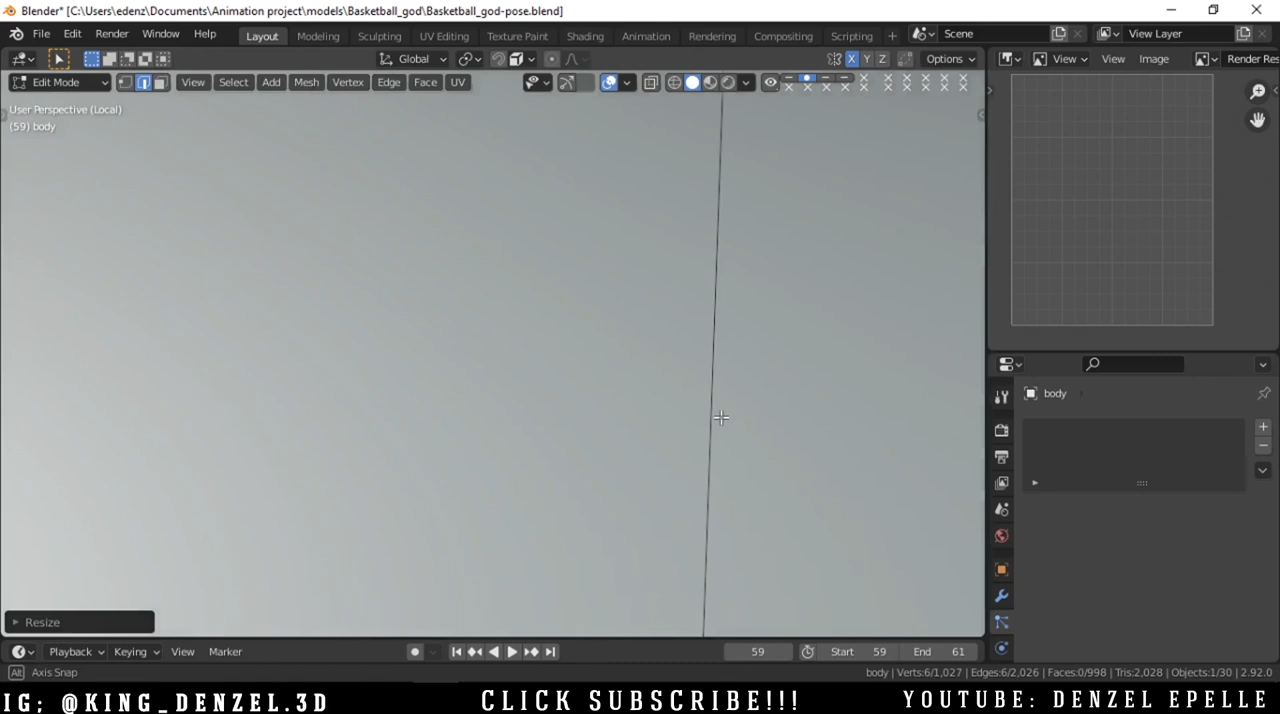 Blender* [C:\Users\edenz\Documents\Animation project\models\Basketball_god\Basketball_god-pose.blend]
File Edit Render Window Help Layout Modeling Sculpting UV Editing Texture Paint Shading Animation Rendering Compositing Scripting + Scene View Layer
Global X Y Z Options View View Image Render Res
Edit Mode View Select Add Mesh Vertex Edge Face UV
User Perspective (Local)
(59) body
body
Resize
Playback Keying View Marker 59 Start 59 End 61
Alt Axis Snap body | Verts:6/1,027 | Edges:6/2,026 | Faces:0/998 | Tris:2,028 | Objects:1/30 | 2.92.0
IG; @KING_DENZEL.3D CLICK SUBSCRIBE!!! YOUTUBE: DENZEL EPELLE